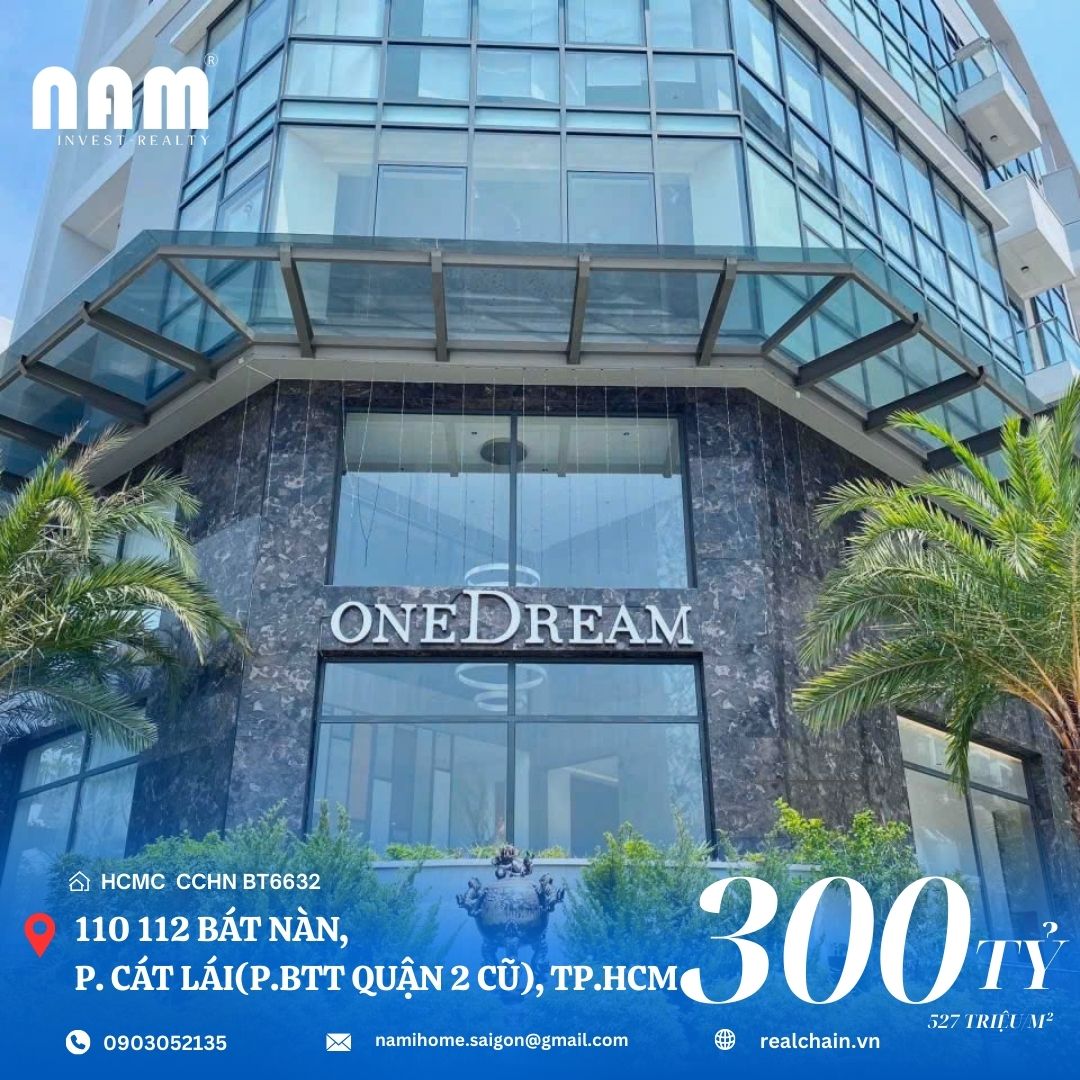 NAM®
INVEST-REALTY
ONEDREAM
HCMC CCHN BT6632
110 112 BÁT NÀN,
P. CÁT LÁI(P.BTT QUẬN 2 CŨ), TP.HCM
300 TỶ
527 TRIỆU/M²
0903052135
namihome.saigon@gmail.com
realchain.vn